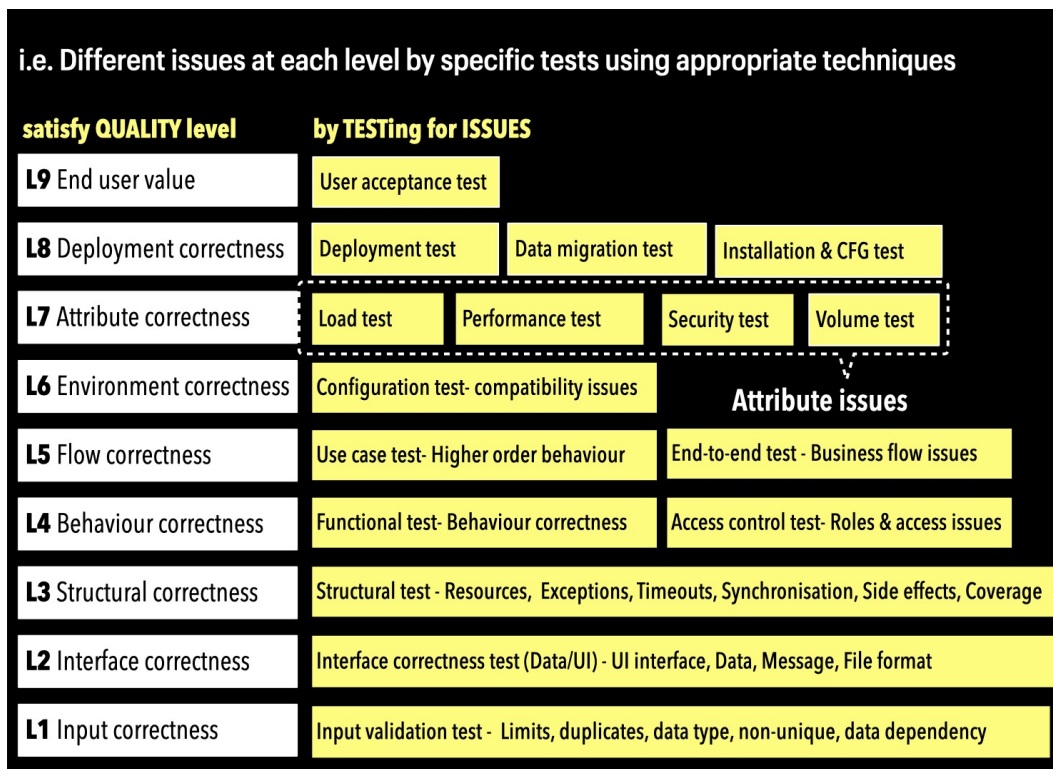 i.e. Different issues at each level by specific tests using appropriate techniques
satisfy QUALITY level
by TESTing for ISSUES
L9 End user value
User acceptance test
L8 Deployment correctness
Deployment test
Data migration test
Installation & CFG test
L7 Attribute correctness
Load test
Performance test
Security test
Volume test
Attribute issues
L6 Environment correctness
Configuration test- compatibility issues
L5 Flow correctness
Use case test- Higher order behaviour
End-to-end test - Business flow issues
L4 Behaviour correctness
Functional test- Behaviour correctness
Access control test- Roles & access issues
L3 Structural correctness
Structural test - Resources, Exceptions, Timeouts, Synchronisation, Side effects, Coverage
L2 Interface correctness
Interface correctness test (Data/UI) - UI interface, Data, Message, File format
L1 Input correctness
Input validation test - Limits, duplicates, data type, non-unique, data dependency